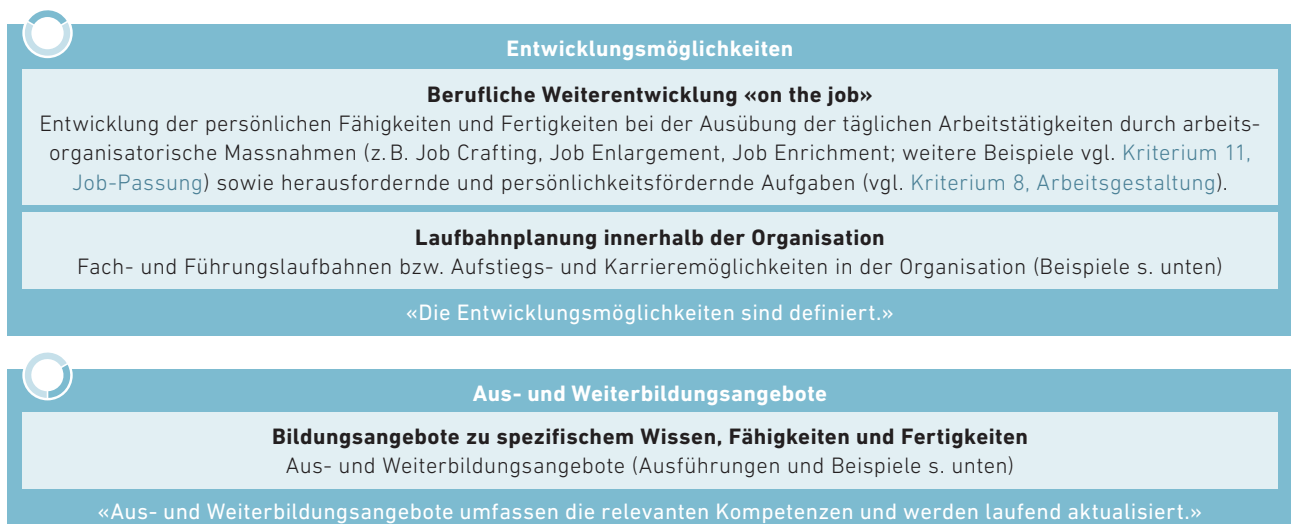 Entwicklungsmöglichkeiten
Berufliche Weiterentwicklung «on the job»
Entwicklung der persönlichen Fähigkeiten und Fertigkeiten bei der Ausübung der täglichen Arbeitstätigkeiten durch arbeits-
organisatorische Massnahmen (z. B. Job Crafting, Job Enlargement, Job Enrichment; weitere Beispiele vgl. Kriterium 11,
Job-Passung) sowie herausfordernde und persönlichkeitsfördernde Aufgaben (vgl. Kriterium 8, Arbeitsgestaltung).
Laufbahnplanung innerhalb der Organisation
Fach- und Führungslaufbahnen bzw. Aufstiegs- und Karrieremöglichkeiten in der Organisation (Beispiele s. unten)
«Die Entwicklungsmöglichkeiten sind definiert.»
Aus- und Weiterbildungsangebote
Bildungsangebote zu spezifischem Wissen, Fähigkeiten und Fertigkeiten
Aus- und Weiterbildungsangebote (Ausführungen und Beispiele s. unten)
«Aus- und Weiterbildungsangebote umfassen die relevanten Kompetenzen und werden laufend aktualisiert.»